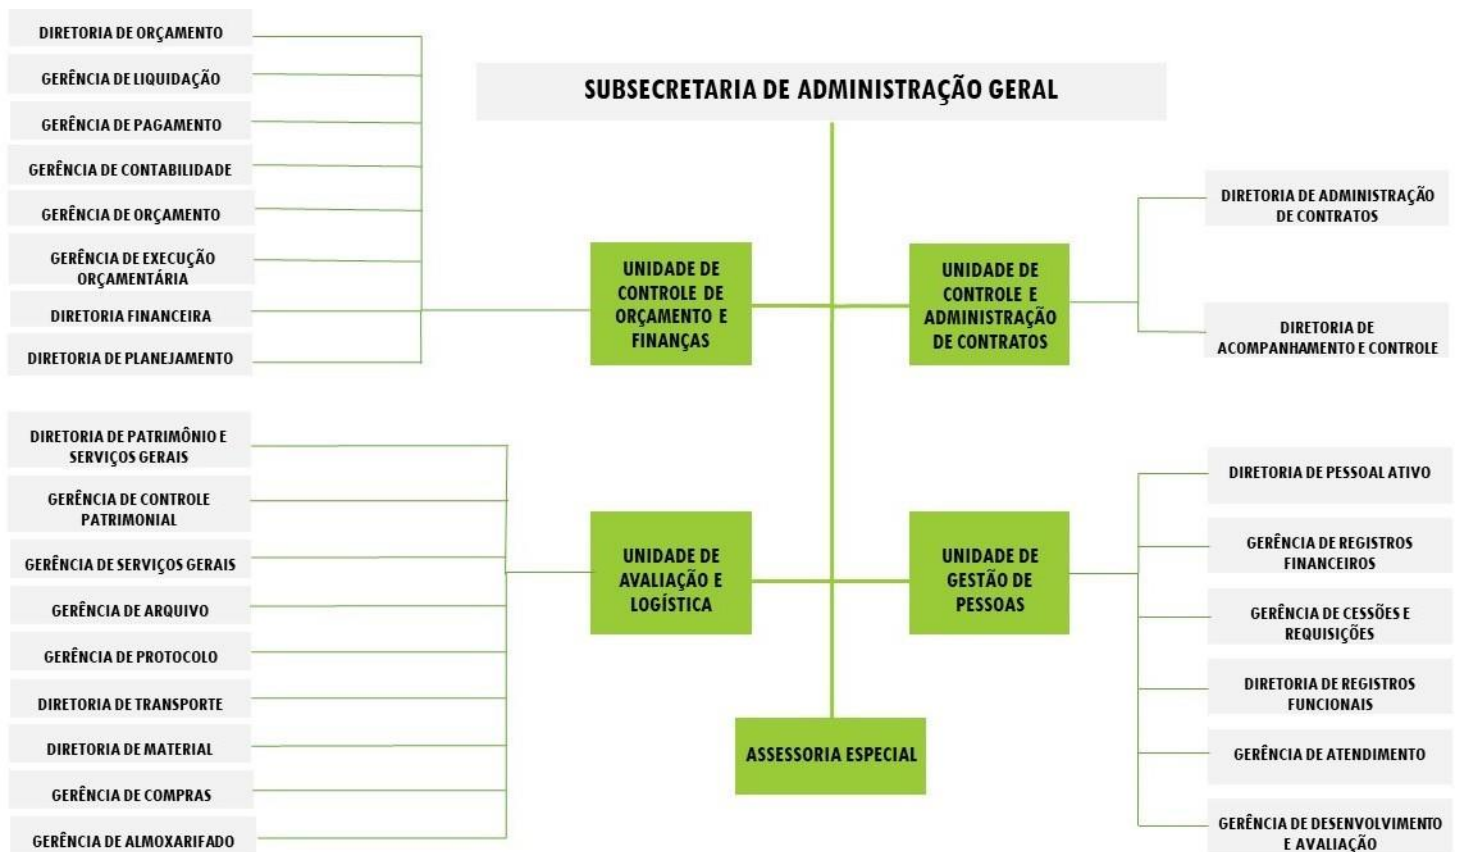 SUBSECRETARIA DE ADMINISTRAÇÃO GERAL
DIRETORIA DE ORÇAMENTO
GERÊNCIA DE LIQUIDAÇÃO
GERÊNCIA DE PAGAMENTO
GERÊNCIA DE CONTABILIDADE
GERÊNCIA DE ORÇAMENTO
GERÊNCIA DE EXECUÇÃO
ORÇAMENTÁRIA
DIRETORIA FINANCEIRA
DIRETORIA DE PLANEJAMENTO
UNIDADE DE
CONTROLE DE
ORÇAMENTO E
FINANÇAS
UNIDADE DE
CONTROLE E
ADMINISTRAÇÃO
DE CONTRATOS
DIRETORIA DE ADMINISTRAÇÃO
DE CONTRATOS
DIRETORIA DE
ACOMPANHAMENTO E CONTROLE
DIRETORIA DE PATRIMÔNIO E
SERVIÇOS GERAIS
GERÊNCIA DE CONTROLE
PATRIMONIAL
GERÊNCIA DE SERVIÇOS GERAIS
GERÊNCIA DE ARQUIVO
GERÊNCIA DE PROTOCOLO
DIRETORIA DE TRANSPORTE
DIRETORIA DE MATERIAL
GERÊNCIA DE COMPRAS
GERÊNCIA DE ALMOXARIFADO
UNIDADE DE
AVALIAÇÃO E
LOGÍSTICA
UNIDADE DE
GESTÃO DE
PESSOAS
DIRETORIA DE PESSOAL ATIVO
GERÊNCIA DE REGISTROS
FINANCEIROS
GERÊNCIA DE CESSÕES E
REQUISIÇÕES
DIRETORIA DE REGISTROS
FUNCIONAIS
GERÊNCIA DE ATENDIMENTO
GERÊNCIA DE DESENVOLVIMENTO
E AVALIAÇÃO
ASSESSORIA ESPECIAL